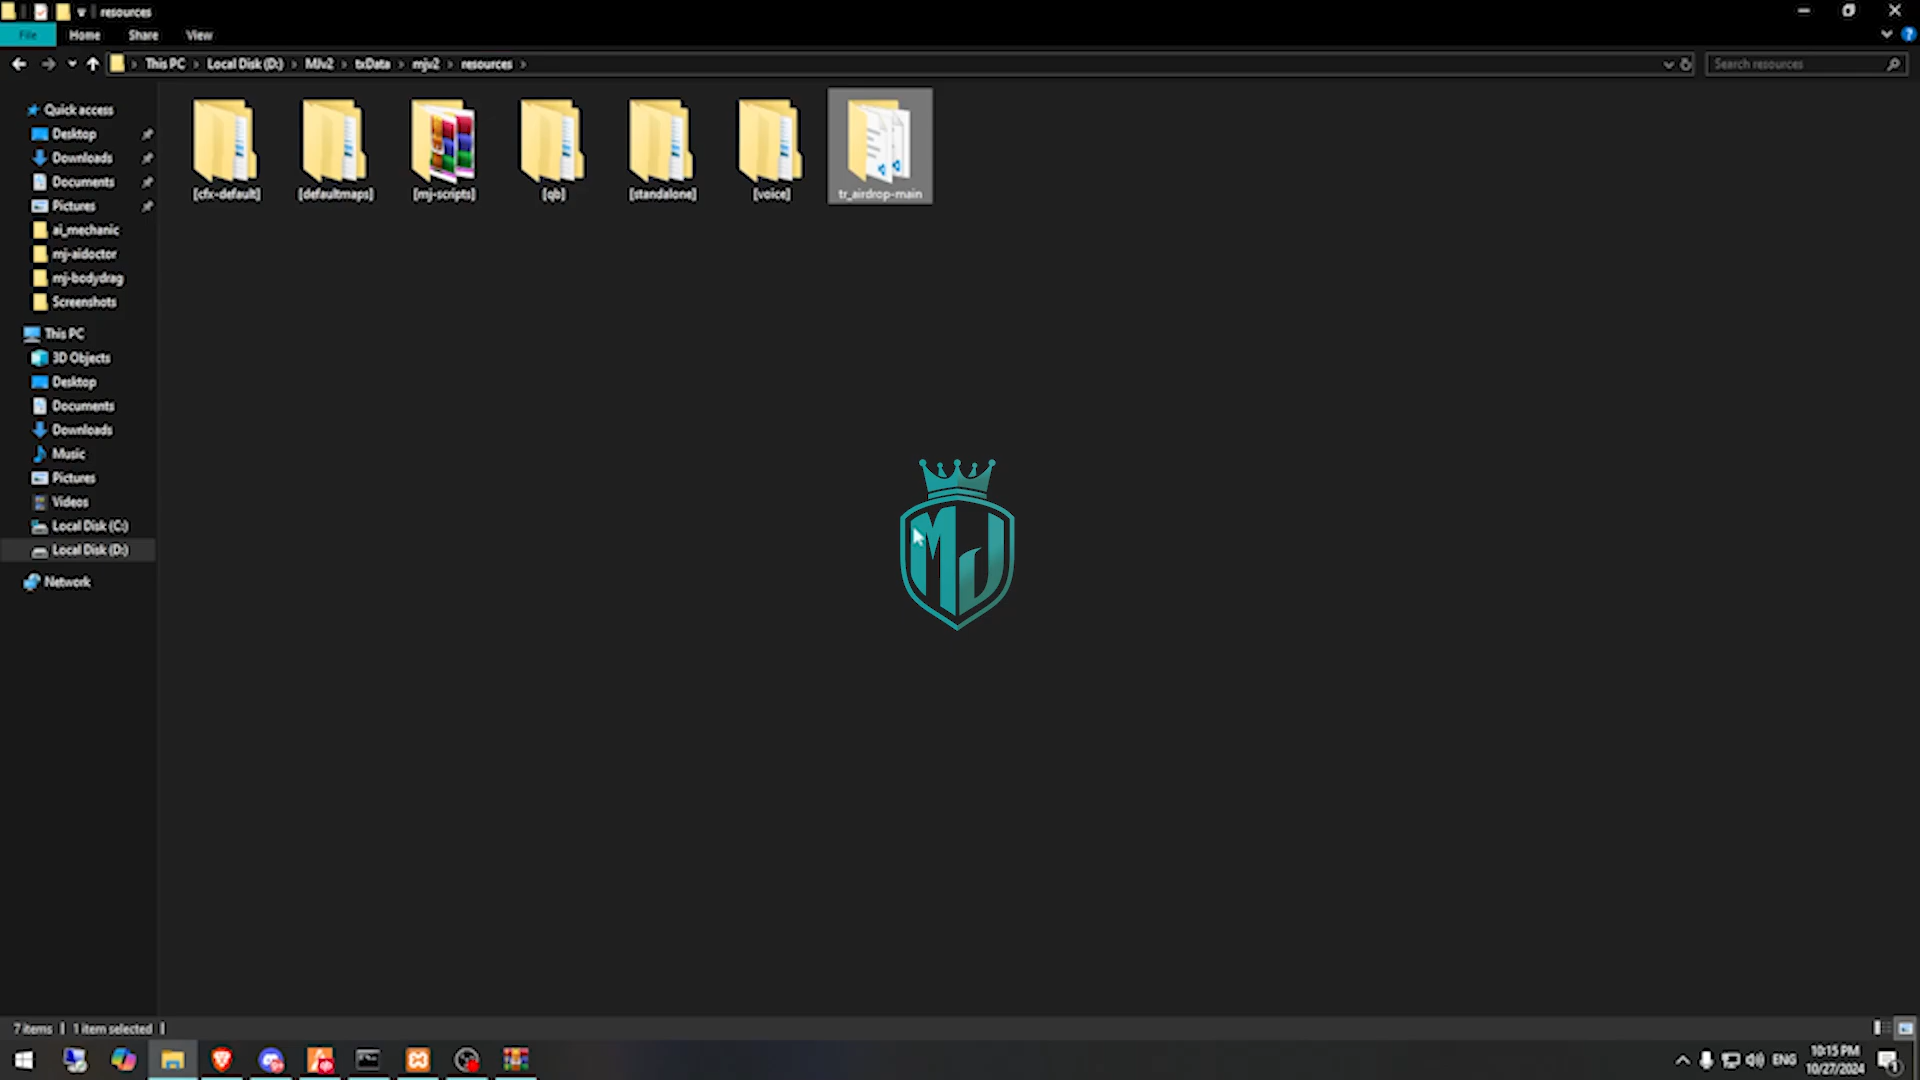 resources
File Home Share View
This PC Local Disk (D:) MJv2 txData mjv2 resources
Search resources
Quick access
Desktop
Downloads
Documents
Pictures
ai_mechanic
mj-aidoctor
mj-bodydrag
Screenshots
This PC
3D Objects
Desktop
Documents
Downloads
Music
Pictures
Videos
Local Disk (C:)
Local Disk (D:)
Network
[cfx-default] [defaultmaps] [mj-scripts] [qb] [standalone] [voice] tr_airdrop-main
MJ
7 items 1 item selected
ENG
10:15 PM
10/27/2024
1